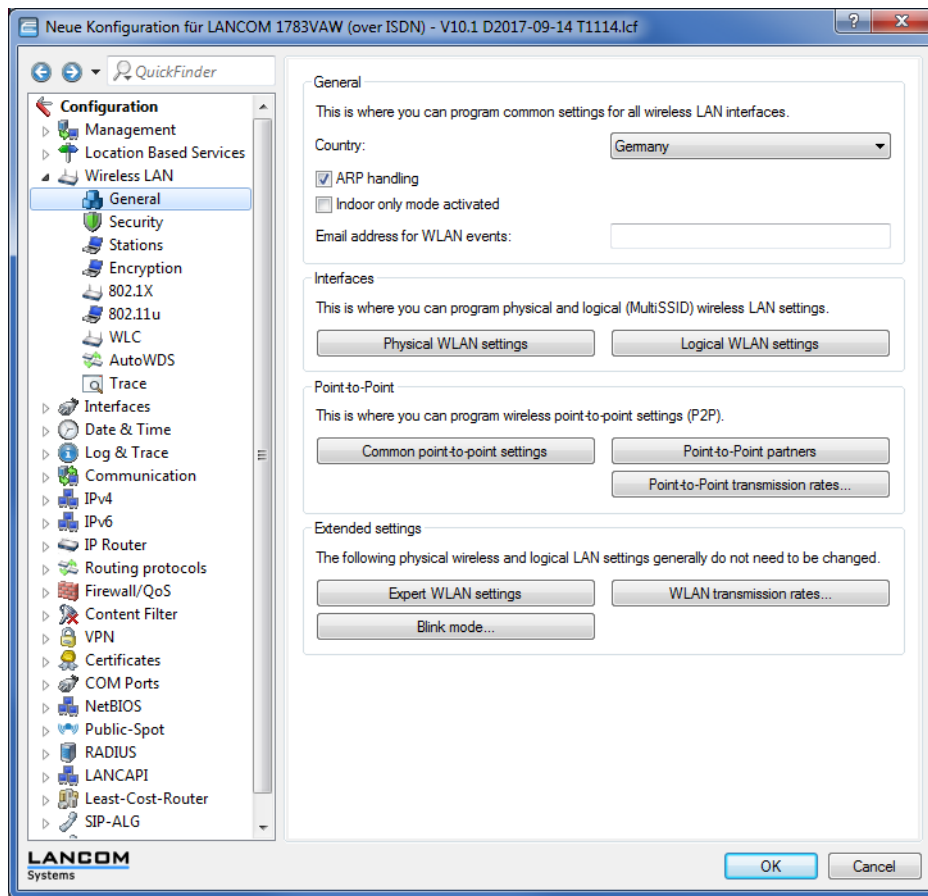 Neue Konfiguration für LANCOM 1783VAW (over ISDN) - V10.1 D2017-09-14 T1114.lcf
QuickFinder
Configuration
Management
Location Based Services
Wireless LAN
General
Security
Stations
Encryption
802.1X
802.11u
WLC
AutoWDS
Trace
Interfaces
Date & Time
Log & Trace
Communication
IPv4
IPv6
IP Router
Routing protocols
Firewall/QoS
Content Filter
VPN
Certificates
COM Ports
NetBIOS
Public-Spot
RADIUS
LANCAPI
Least-Cost-Router
SIP-ALG
General
This is where you can program common settings for all wireless LAN interfaces.
Country: Germany
ARP handling
Indoor only mode activated
Email address for WLAN events:
Interfaces
This is where you can program physical and logical (MultiSSID) wireless LAN settings.
Physical WLAN settings Logical WLAN settings
Point-to-Point
This is where you can program wireless point-to-point settings (P2P).
Common point-to-point settings Point-to-Point partners
Point-to-Point transmission rates...
Extended settings
The following physical wireless and logical LAN settings generally do not need to be changed.
Expert WLAN settings WLAN transmission rates...
Blink mode...
LANCOM
Systems
OK Cancel